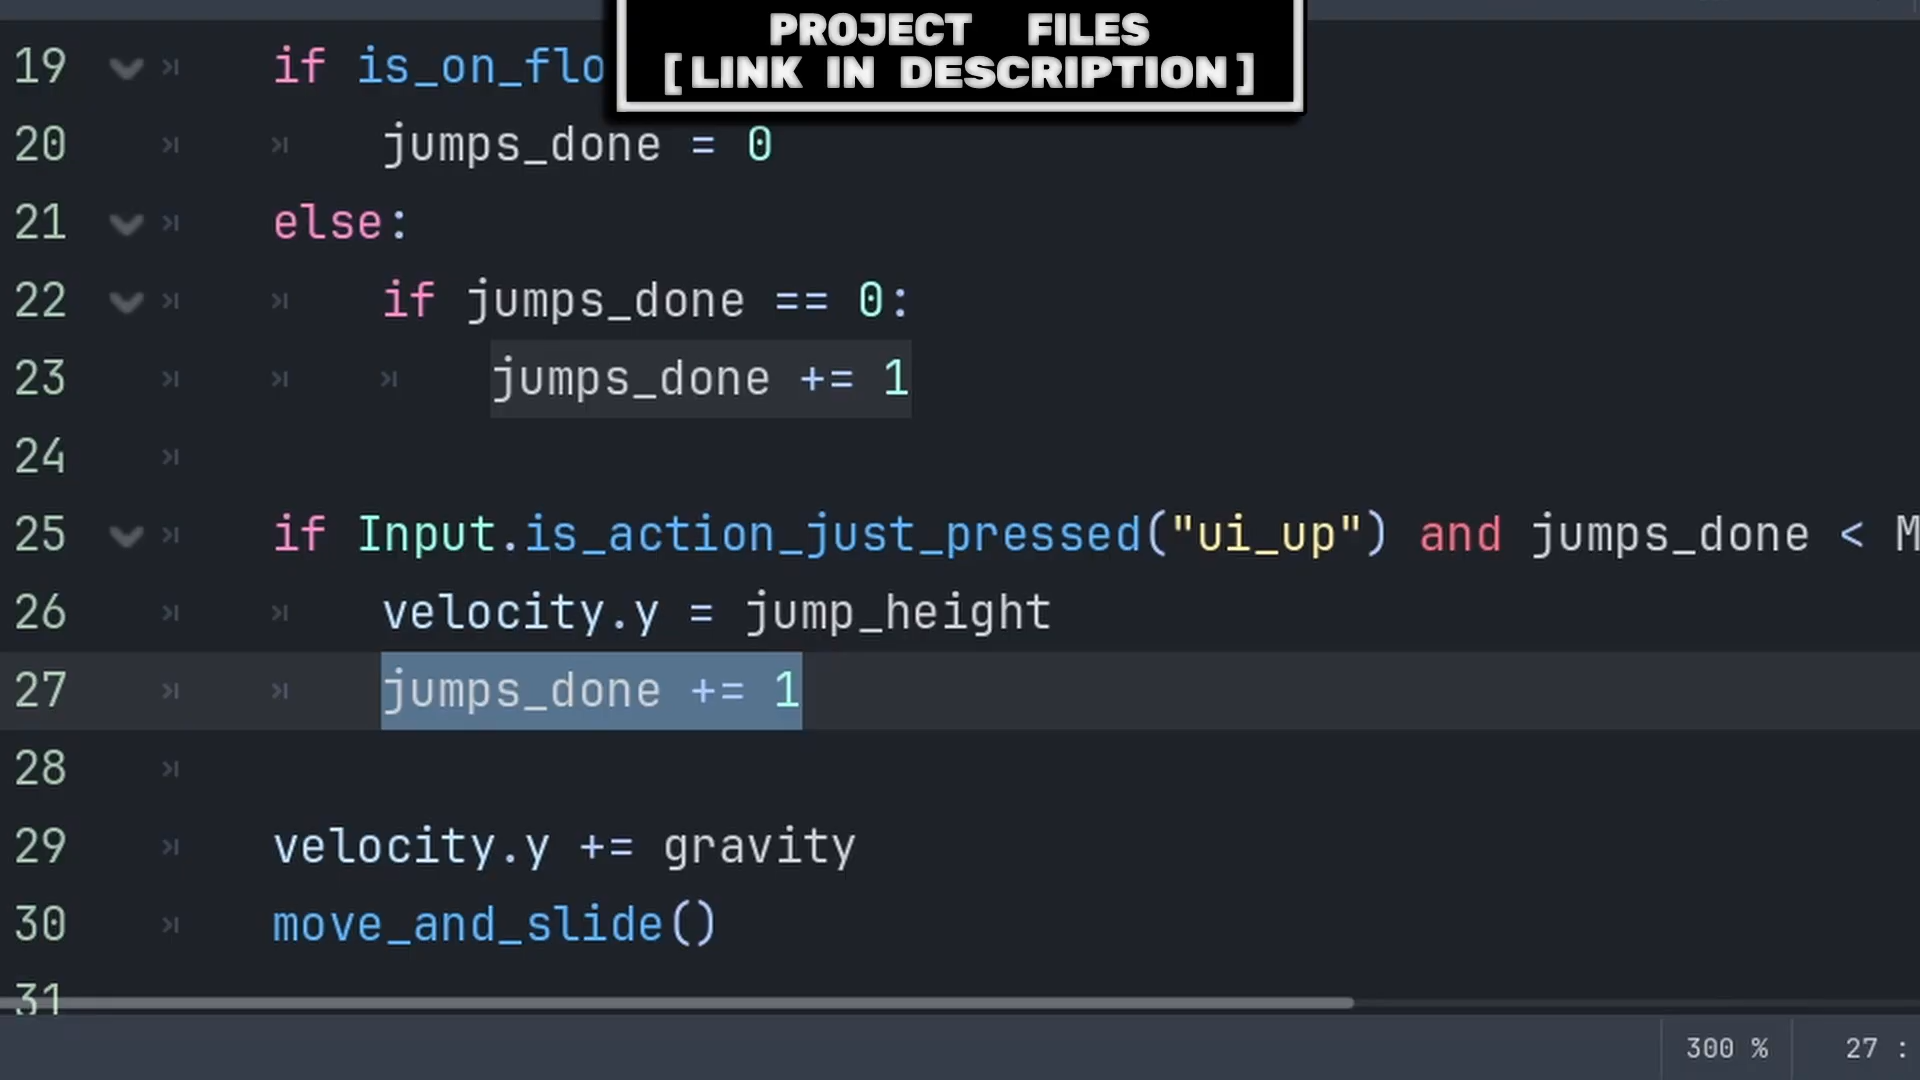 PROJECT FILES
[LINK IN DESCRIPTION]
19 if is_on_flo
20 jumps_done = 0
21 else:
22 if jumps_done == 0:
23 jumps_done += 1
24
25 if Input.is_action_just_pressed("ui_up") and jumps_done < M
26 velocity.y = jump_height
27 jumps_done += 1
28
29 velocity.y += gravity
30 move_and_slide()
31
300 % 27 :